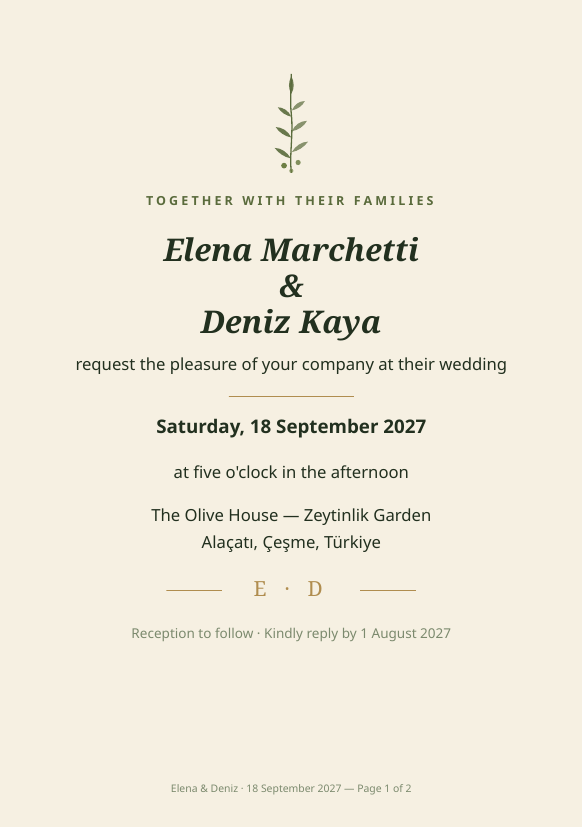 TOGETHER WITH THEIR FAMILIES
Elena Marchetti
&
Deniz Kaya
request the pleasure of your company at their wedding
Saturday, 18 September 2027
at five o'clock in the afternoon
The Olive House — Zeytinlik Garden
Alaçatı, Çeşme, Türkiye
E · D
Reception to follow · Kindly reply by 1 August 2027
Elena & Deniz · 18 September 2027 — Page 1 of 2